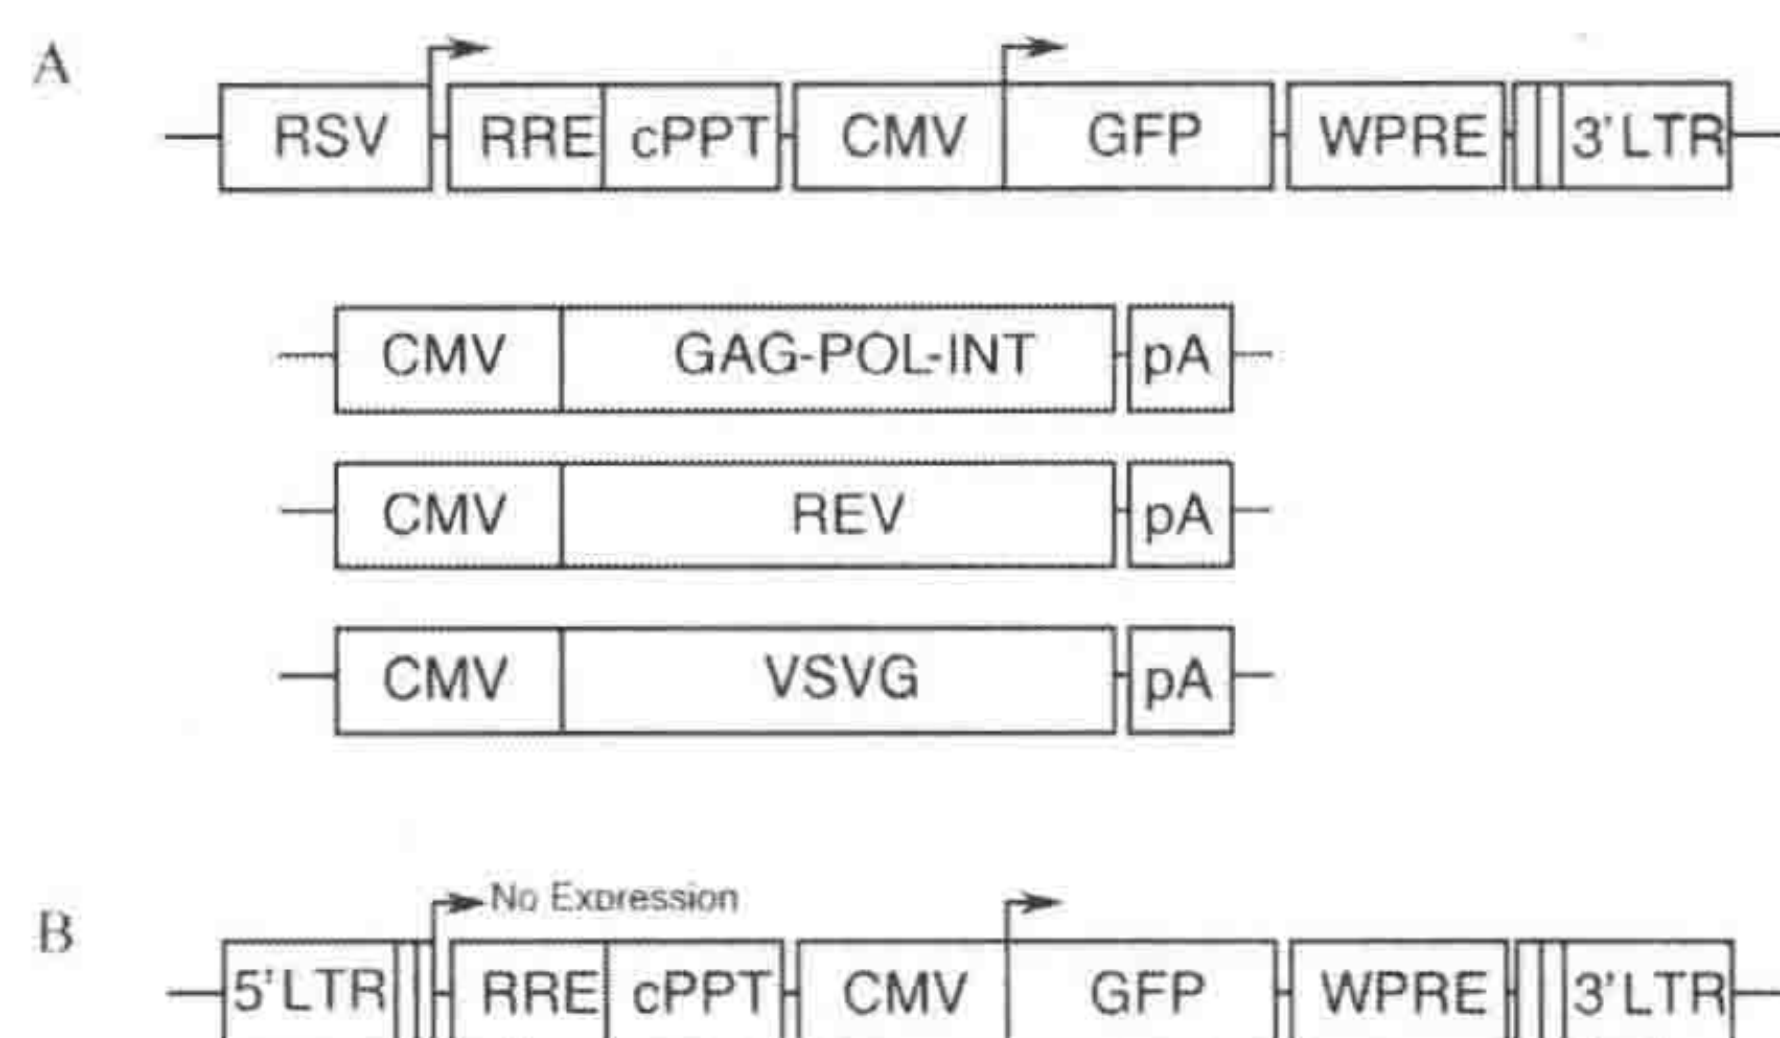 A
RSV RRE cPPT CMV GFP WPRE 3'LTR
CMV GAG-POL-INT pA
CMV REV pA
CMV VSVG pA
No Expression
B
5'LTR RRE cPPT CMV GFP WPRE 3'LTR